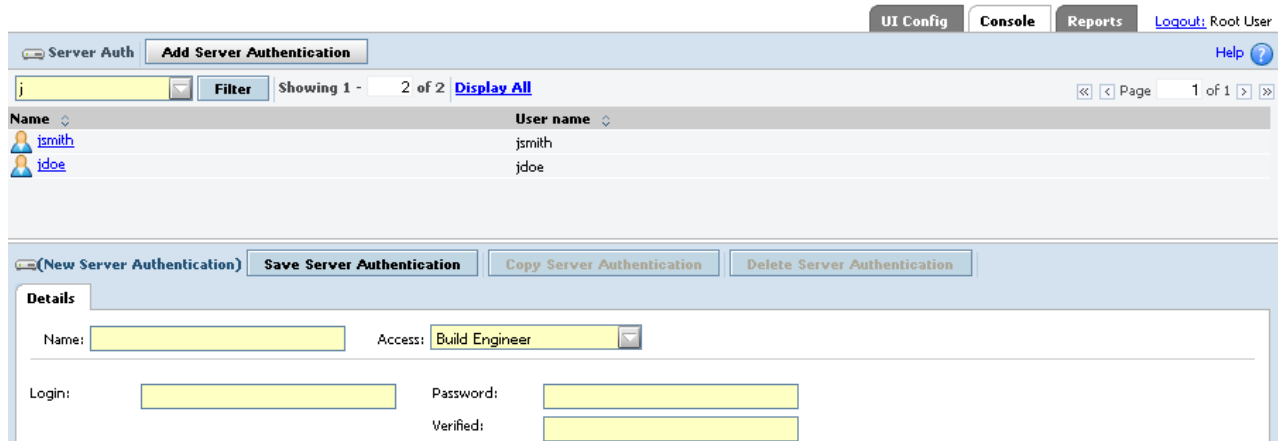 UI Config Console Reports Logout: Root User
Server Auth Add Server Authentication Help ?
j Filter Showing 1 - 2 of 2 Display All Page 1 of 1
Name User name
jsmith jsmith
jdoe jdoe
(New Server Authentication) Save Server Authentication Copy Server Authentication Delete Server Authentication
Details
Name: Access: Build Engineer
Login: Password:
Verified: